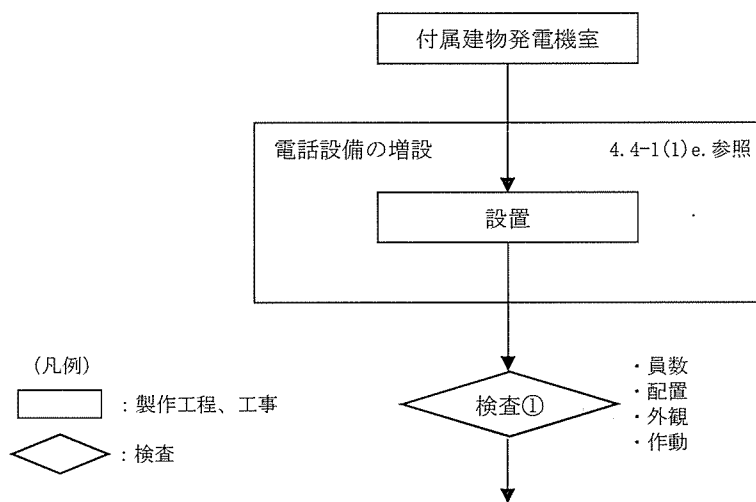 付属建物発電機室
電話設備の増設
4.4-1(1)e.参照
設置
検査①
・員数
・配置
・外観
・作動
(凡例)
：製作工程、工事
：検査